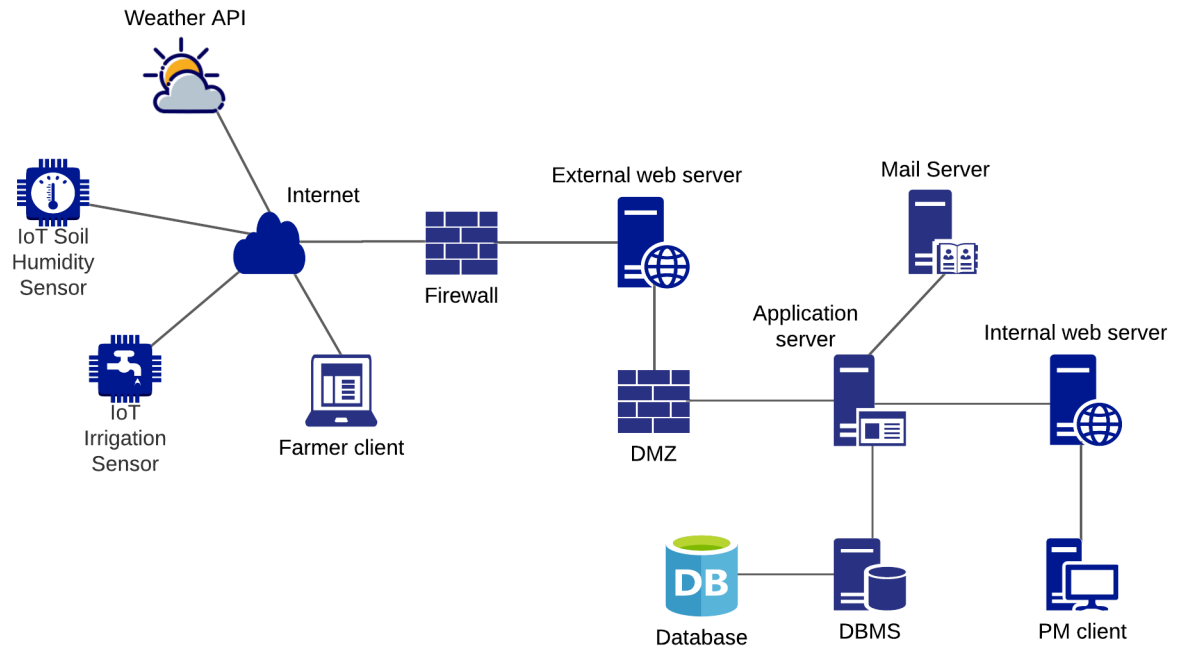 Weather API
Internet
External web server
Mail Server
IoT Soil
Humidity
Sensor
Firewall
Application
server
Internal web server
IoT
Irrigation
Sensor
Farmer client
DMZ
DB
Database
DBMS
PM client